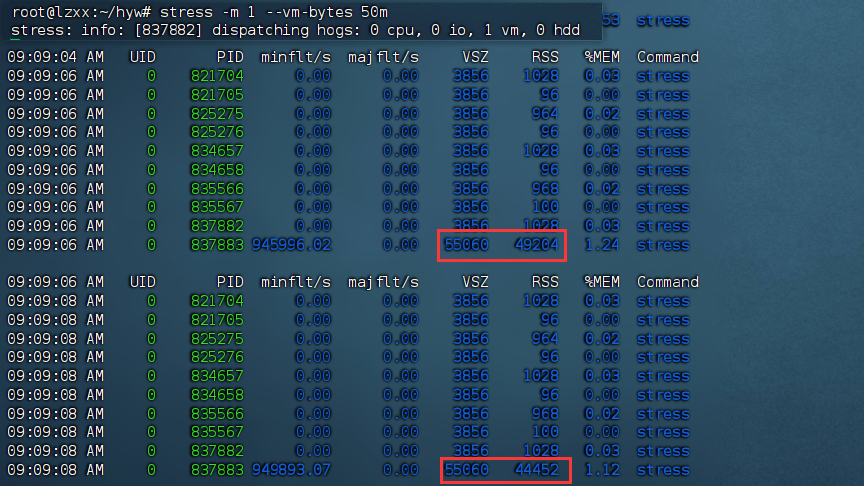 root@lzxx:~/hyw# stress -m 1 --vm-bytes 50m
53 stress
stress: info: [837882] dispatching hogs: 0 cpu, 0 io, 1 vm, 0 hdd
09:09:04 AM UID PID minflt/s majflt/s VSZ RSS %MEM Command
09:09:06 AM 0 821704 0.00 0.00 3856 1028 0.03 stress
09:09:06 AM 0 821705 0.00 0.00 3856 96 0.00 stress
09:09:06 AM 0 825275 0.00 0.00 3856 964 0.02 stress
09:09:06 AM 0 825276 0.00 0.00 3856 96 0.00 stress
09:09:06 AM 0 834657 0.00 0.00 3856 1028 0.03 stress
09:09:06 AM 0 834658 0.00 0.00 3856 96 0.00 stress
09:09:06 AM 0 835566 0.00 0.00 3856 968 0.02 stress
09:09:06 AM 0 835567 0.00 0.00 3856 100 0.00 stress
09:09:06 AM 0 837882 0.00 0.00 3856 1028 0.03 stress
09:09:06 AM 0 837883 945996.02 0.00 55060 49204 1.24 stress
09:09:06 AM UID PID minflt/s majflt/s VSZ RSS %MEM Command
09:09:08 AM 0 821704 0.00 0.00 3856 1028 0.03 stress
09:09:08 AM 0 821705 0.00 0.00 3856 96 0.00 stress
09:09:08 AM 0 825275 0.00 0.00 3856 964 0.02 stress
09:09:08 AM 0 825276 0.00 0.00 3856 96 0.00 stress
09:09:08 AM 0 834657 0.00 0.00 3856 1028 0.03 stress
09:09:08 AM 0 834658 0.00 0.00 3856 96 0.00 stress
09:09:08 AM 0 835566 0.00 0.00 3856 968 0.02 stress
09:09:08 AM 0 835567 0.00 0.00 3856 100 0.00 stress
09:09:08 AM 0 837882 0.00 0.00 3856 1028 0.03 stress
09:09:08 AM 0 837883 949893.07 0.00 55060 44452 1.12 stress